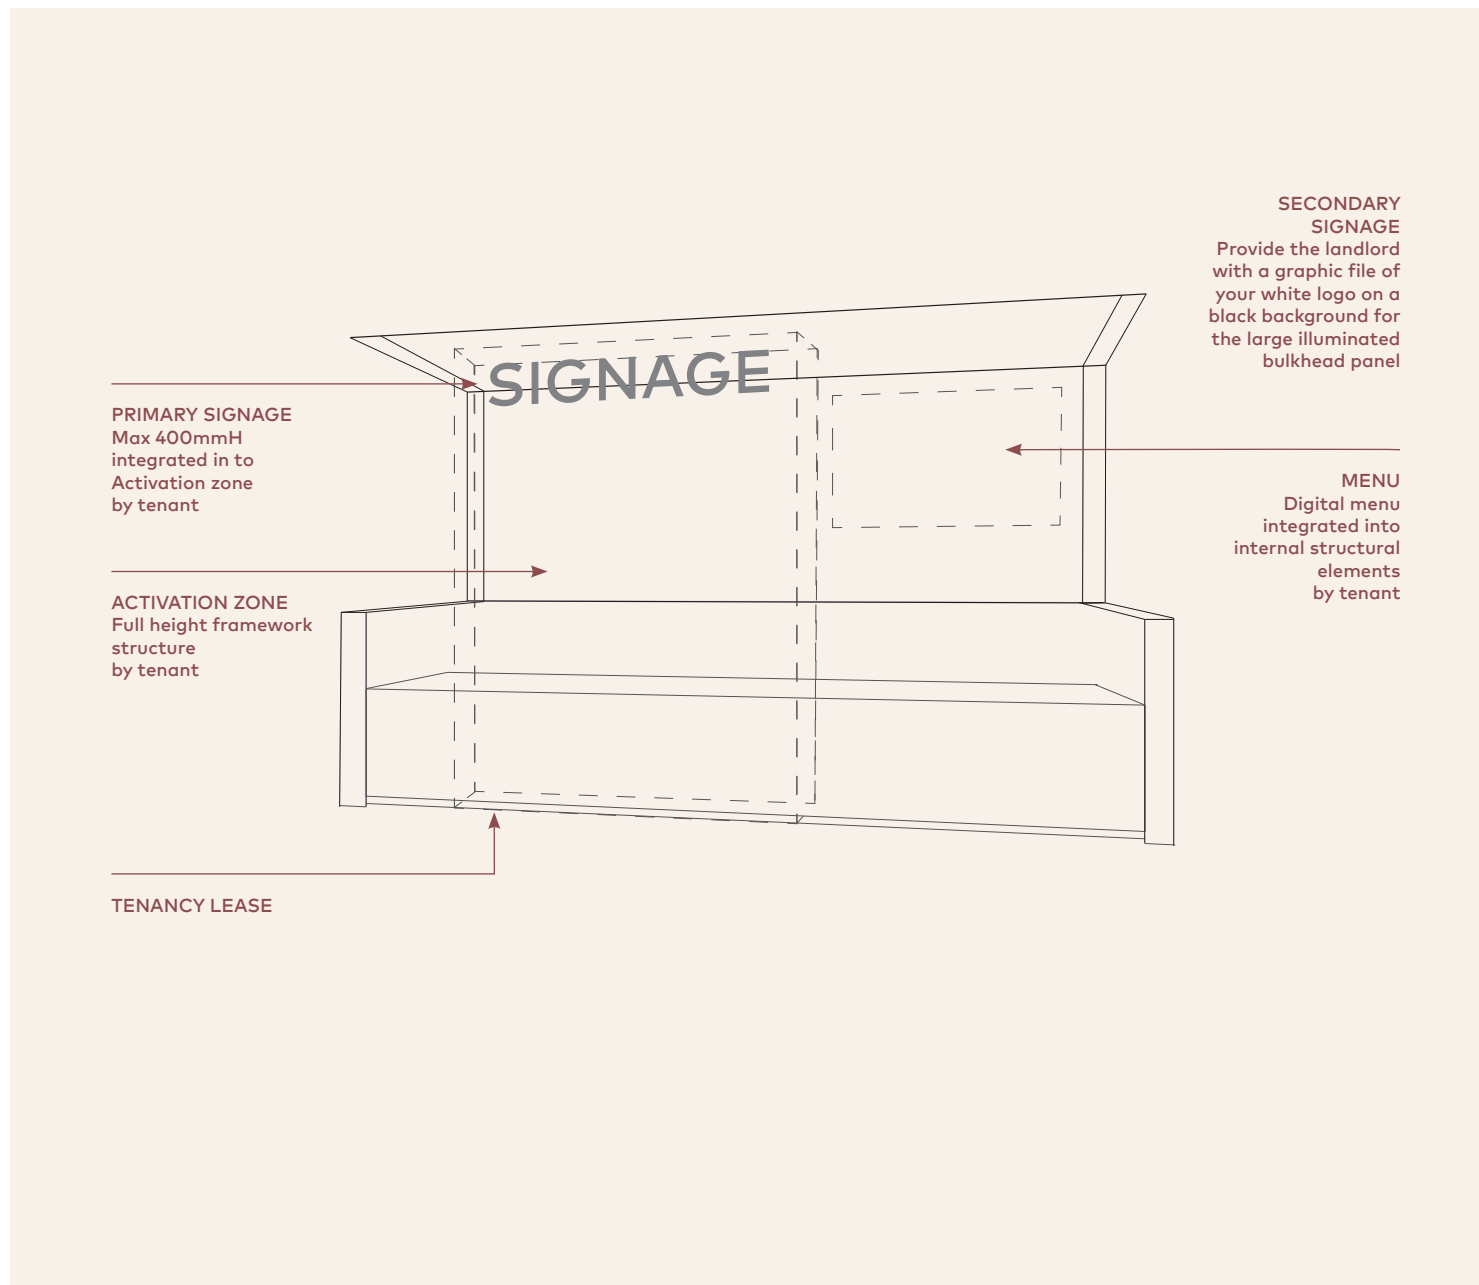 SECONDARY
SIGNAGE
Provide the landlord
with a graphic file of
your white logo on a
black background for
the large illuminated
bulkhead panel
SIGNAGE
PRIMARY SIGNAGE
Max 400mmH
integrated in to
Activation zone
by tenant
MENU
Digital menu
integrated into
internal structural
elements
by tenant
ACTIVATION ZONE
Full height framework
structure
by tenant
TENANCY LEASE